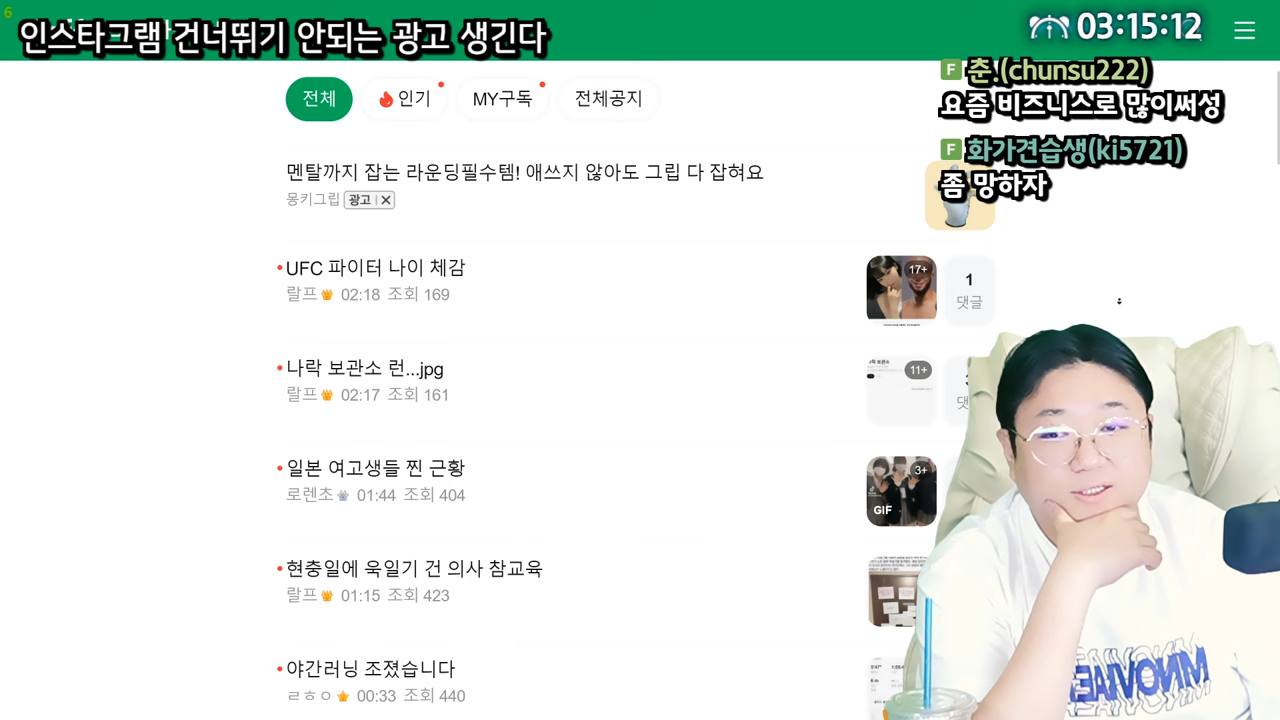 6
인스타그램 건너뛰기 안되는 광고 생긴다
03:15:12
전체
인기
MY구독
전체공지
F 춘.(chunsu222)
요즘 비즈니스로 많이써성
F 화가견습생(ki5721)
좀 망하자
멘탈까지 잡는 라운딩필수템! 애쓰지 않아도 그립 다 잡혀요
몽키그립 광고
UFC 파이터 나이 체감
랄프 02:18 조회 169
17+
1
댓글
나락 보관소 런...jpg
랄프 02:17 조회 161
11+
일본 여고생들 찐 근황
로렌초 01:44 조회 404
3+
GIF
현충일에 욱일기 건 의사 참교육
랄프 01:15 조회 423
야간러닝 조졌습니다
ㄹㅎㅇ 00:33 조회 440